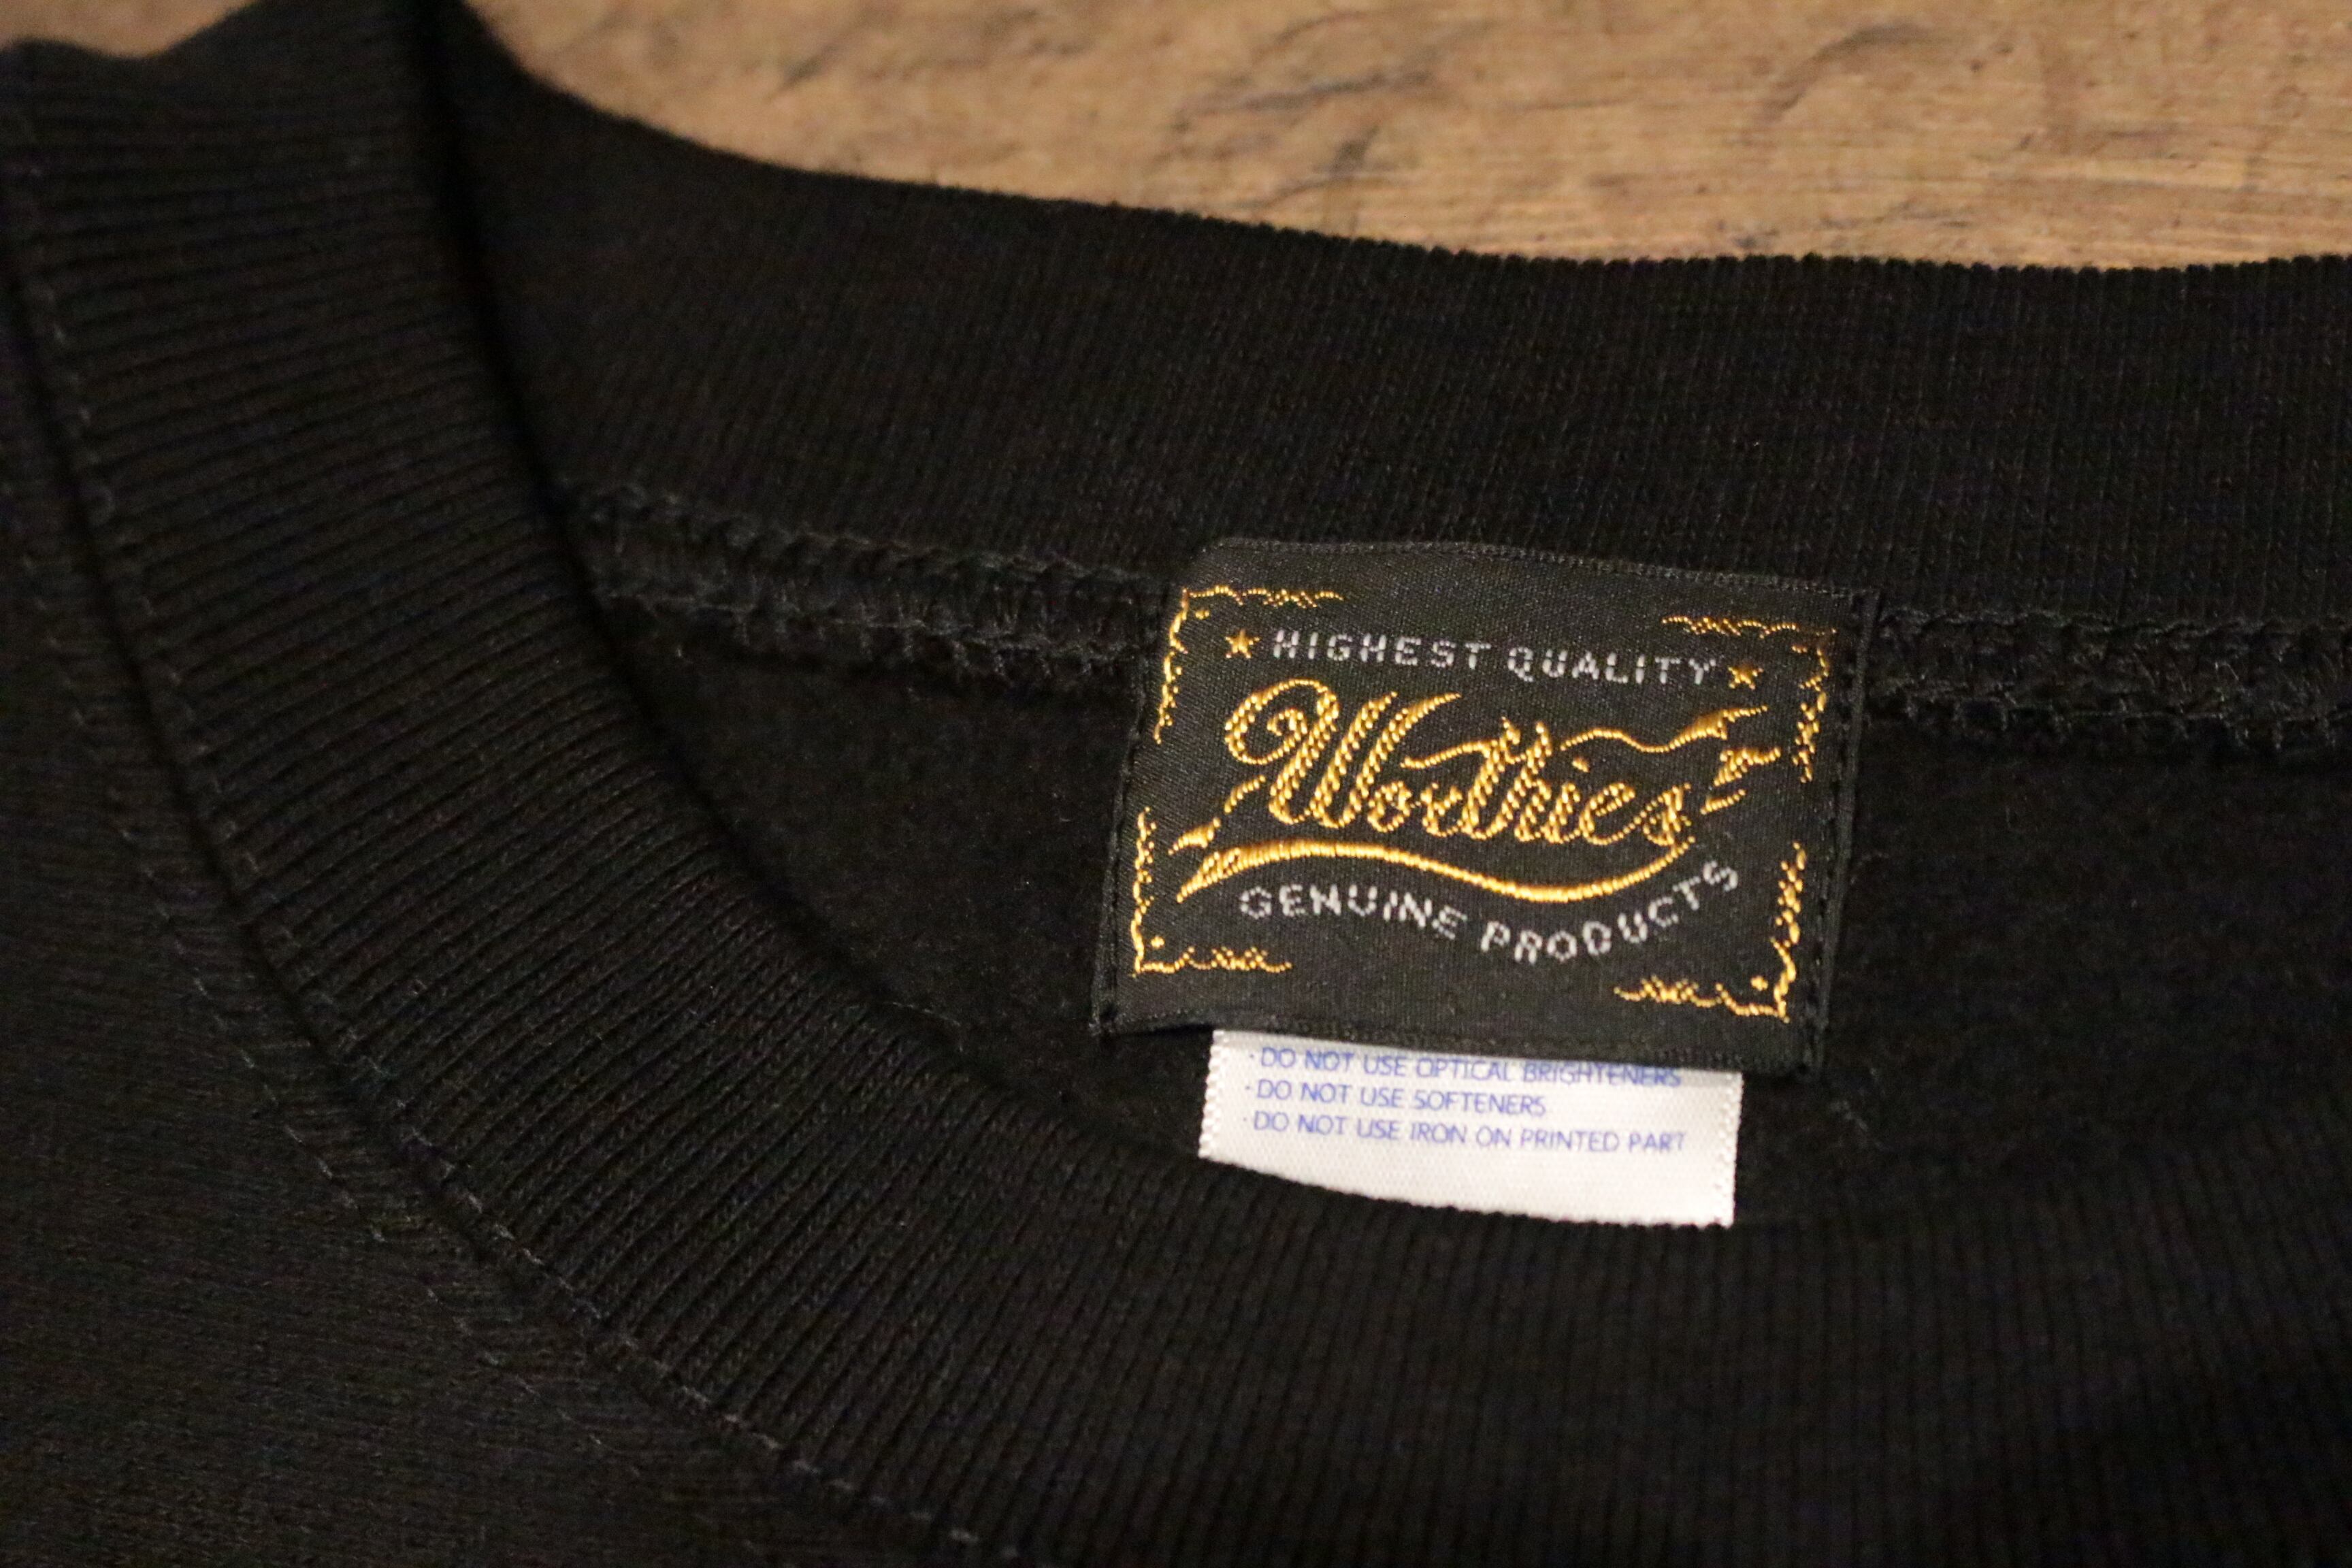 HIGHEST QUALITY
Worthies
GENUINE PRODUCTS
· DO NOT USE OPTICAL BRIGHTENERS
· DO NOT USE SOFTENERS
· DO NOT USE IRON ON PRINTED PART